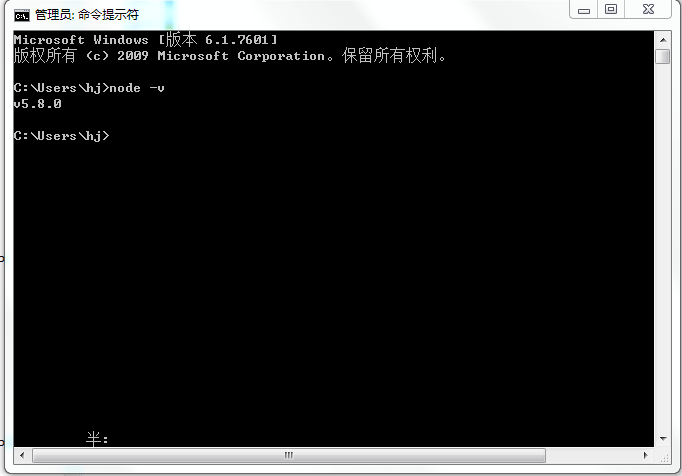 管理员: 命令提示符
Microsoft Windows [版本 6.1.7601]
版权所有 (c) 2009 Microsoft Corporation。保留所有权利。
C:\Users\hj>node -v
v5.8.0
C:\Users\hj>
半: